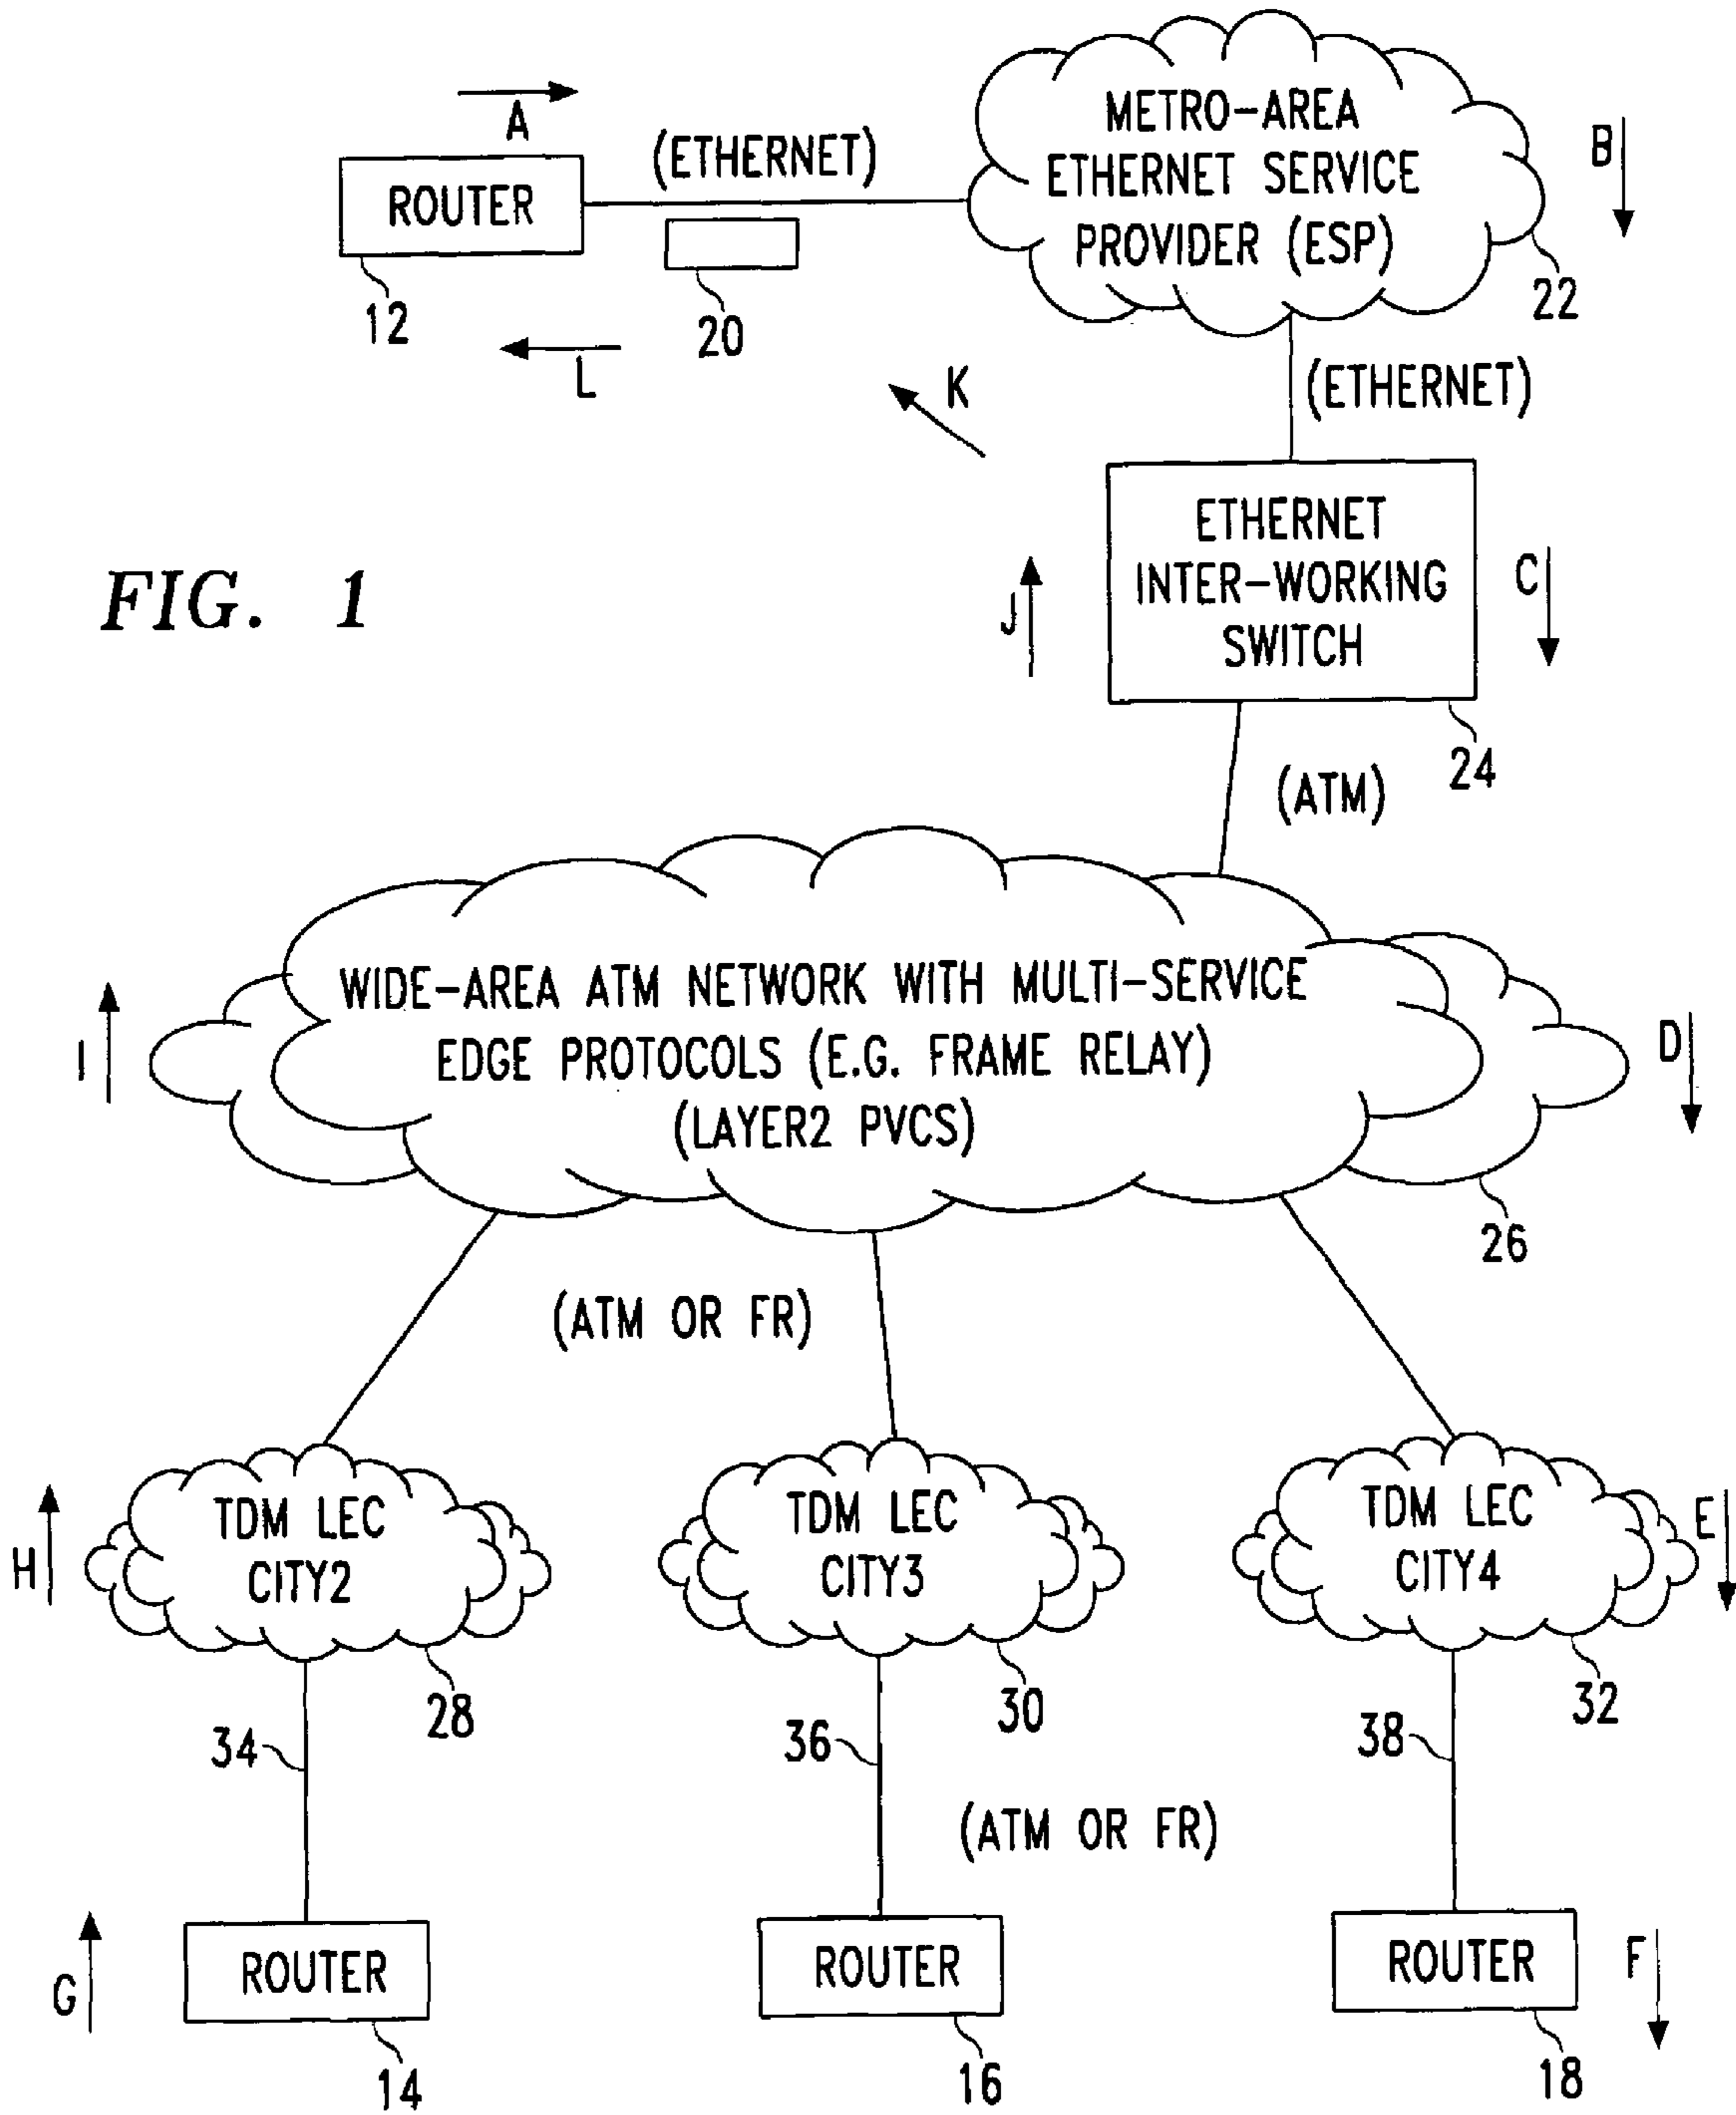 A
(ETHERNET)
ROUTER
12
20
L
METRO-AREA
ETHERNET SERVICE
PROVIDER (ESP)
B
22
K
(ETHERNET)
FIG. 1
J
ETHERNET
INTER-WORKING
SWITCH
C
24
(ATM)
I
WIDE-AREA ATM NETWORK WITH MULTI-SERVICE
EDGE PROTOCOLS (E.G. FRAME RELAY)
(LAYER2 PVCS)
D
26
(ATM OR FR)
H
TDM LEC
CITY2
28
TDM LEC
CITY3
30
TDM LEC
CITY4
32
E
34
36
38
(ATM OR FR)
G
ROUTER
14
ROUTER
16
ROUTER
18
F